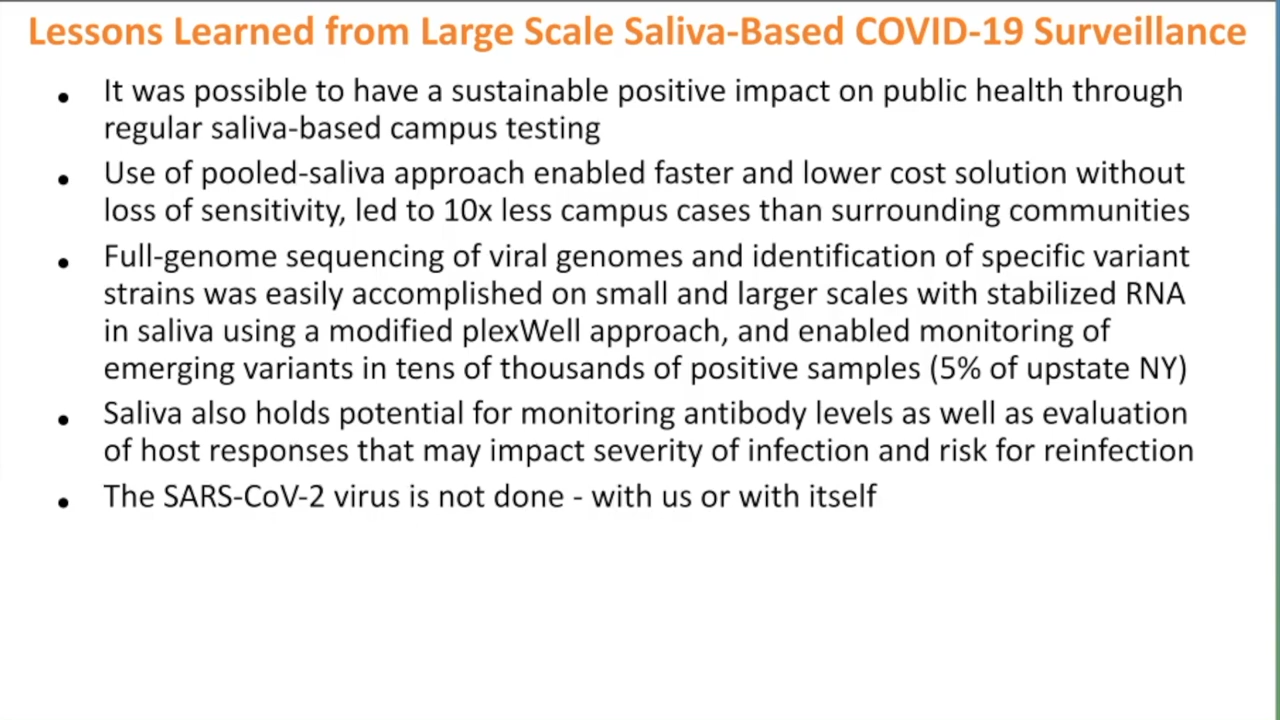 Lessons Learned from Large Scale Saliva-Based COVID-19 Surveillance
• It was possible to have a sustainable positive impact on public health through
regular saliva-based campus testing
• Use of pooled-saliva approach enabled faster and lower cost solution without
loss of sensitivity, led to 10x less campus cases than surrounding communities
• Full-genome sequencing of viral genomes and identification of specific variant
strains was easily accomplished on small and larger scales with stabilized RNA
in saliva using a modified plexWell approach, and enabled monitoring of
emerging variants in tens of thousands of positive samples (5% of upstate NY)
• Saliva also holds potential for monitoring antibody levels as well as evaluation
of host responses that may impact severity of infection and risk for reinfection
• The SARS-CoV-2 virus is not done - with us or with itself